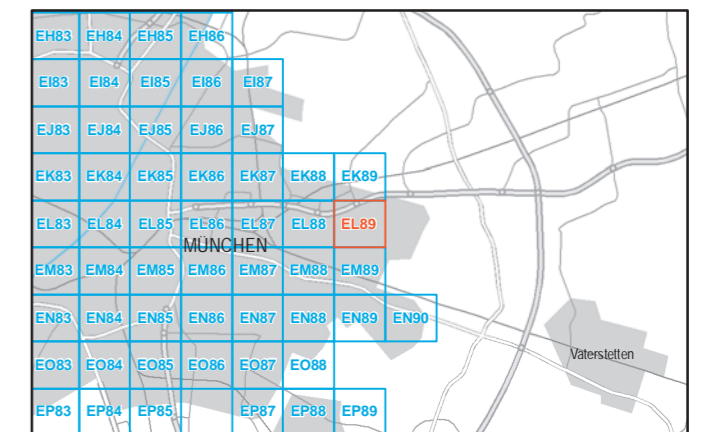 EH83 EH84 EH85 EH86
EI83 EI84 EI85 EI86 EI87
EJ83 EJ84 EJ85 EJ86 EJ87
EK83 EK84 EK85 EK86 EK87 EK88 EK89
EL83 EL84 EL85 EL86 EL87 EL88 EL89
MÜNCHEN
EM83 EM84 EM85 EM86 EM87 EM88 EM89
EN83 EN84 EN85 EN86 EN87 EN88 EN89 EN90
Vaterstetten
EO83 EO84 EO85 EO86 EO87 EO88
EP83 EP84 EP85 EP87 EP88 EP89